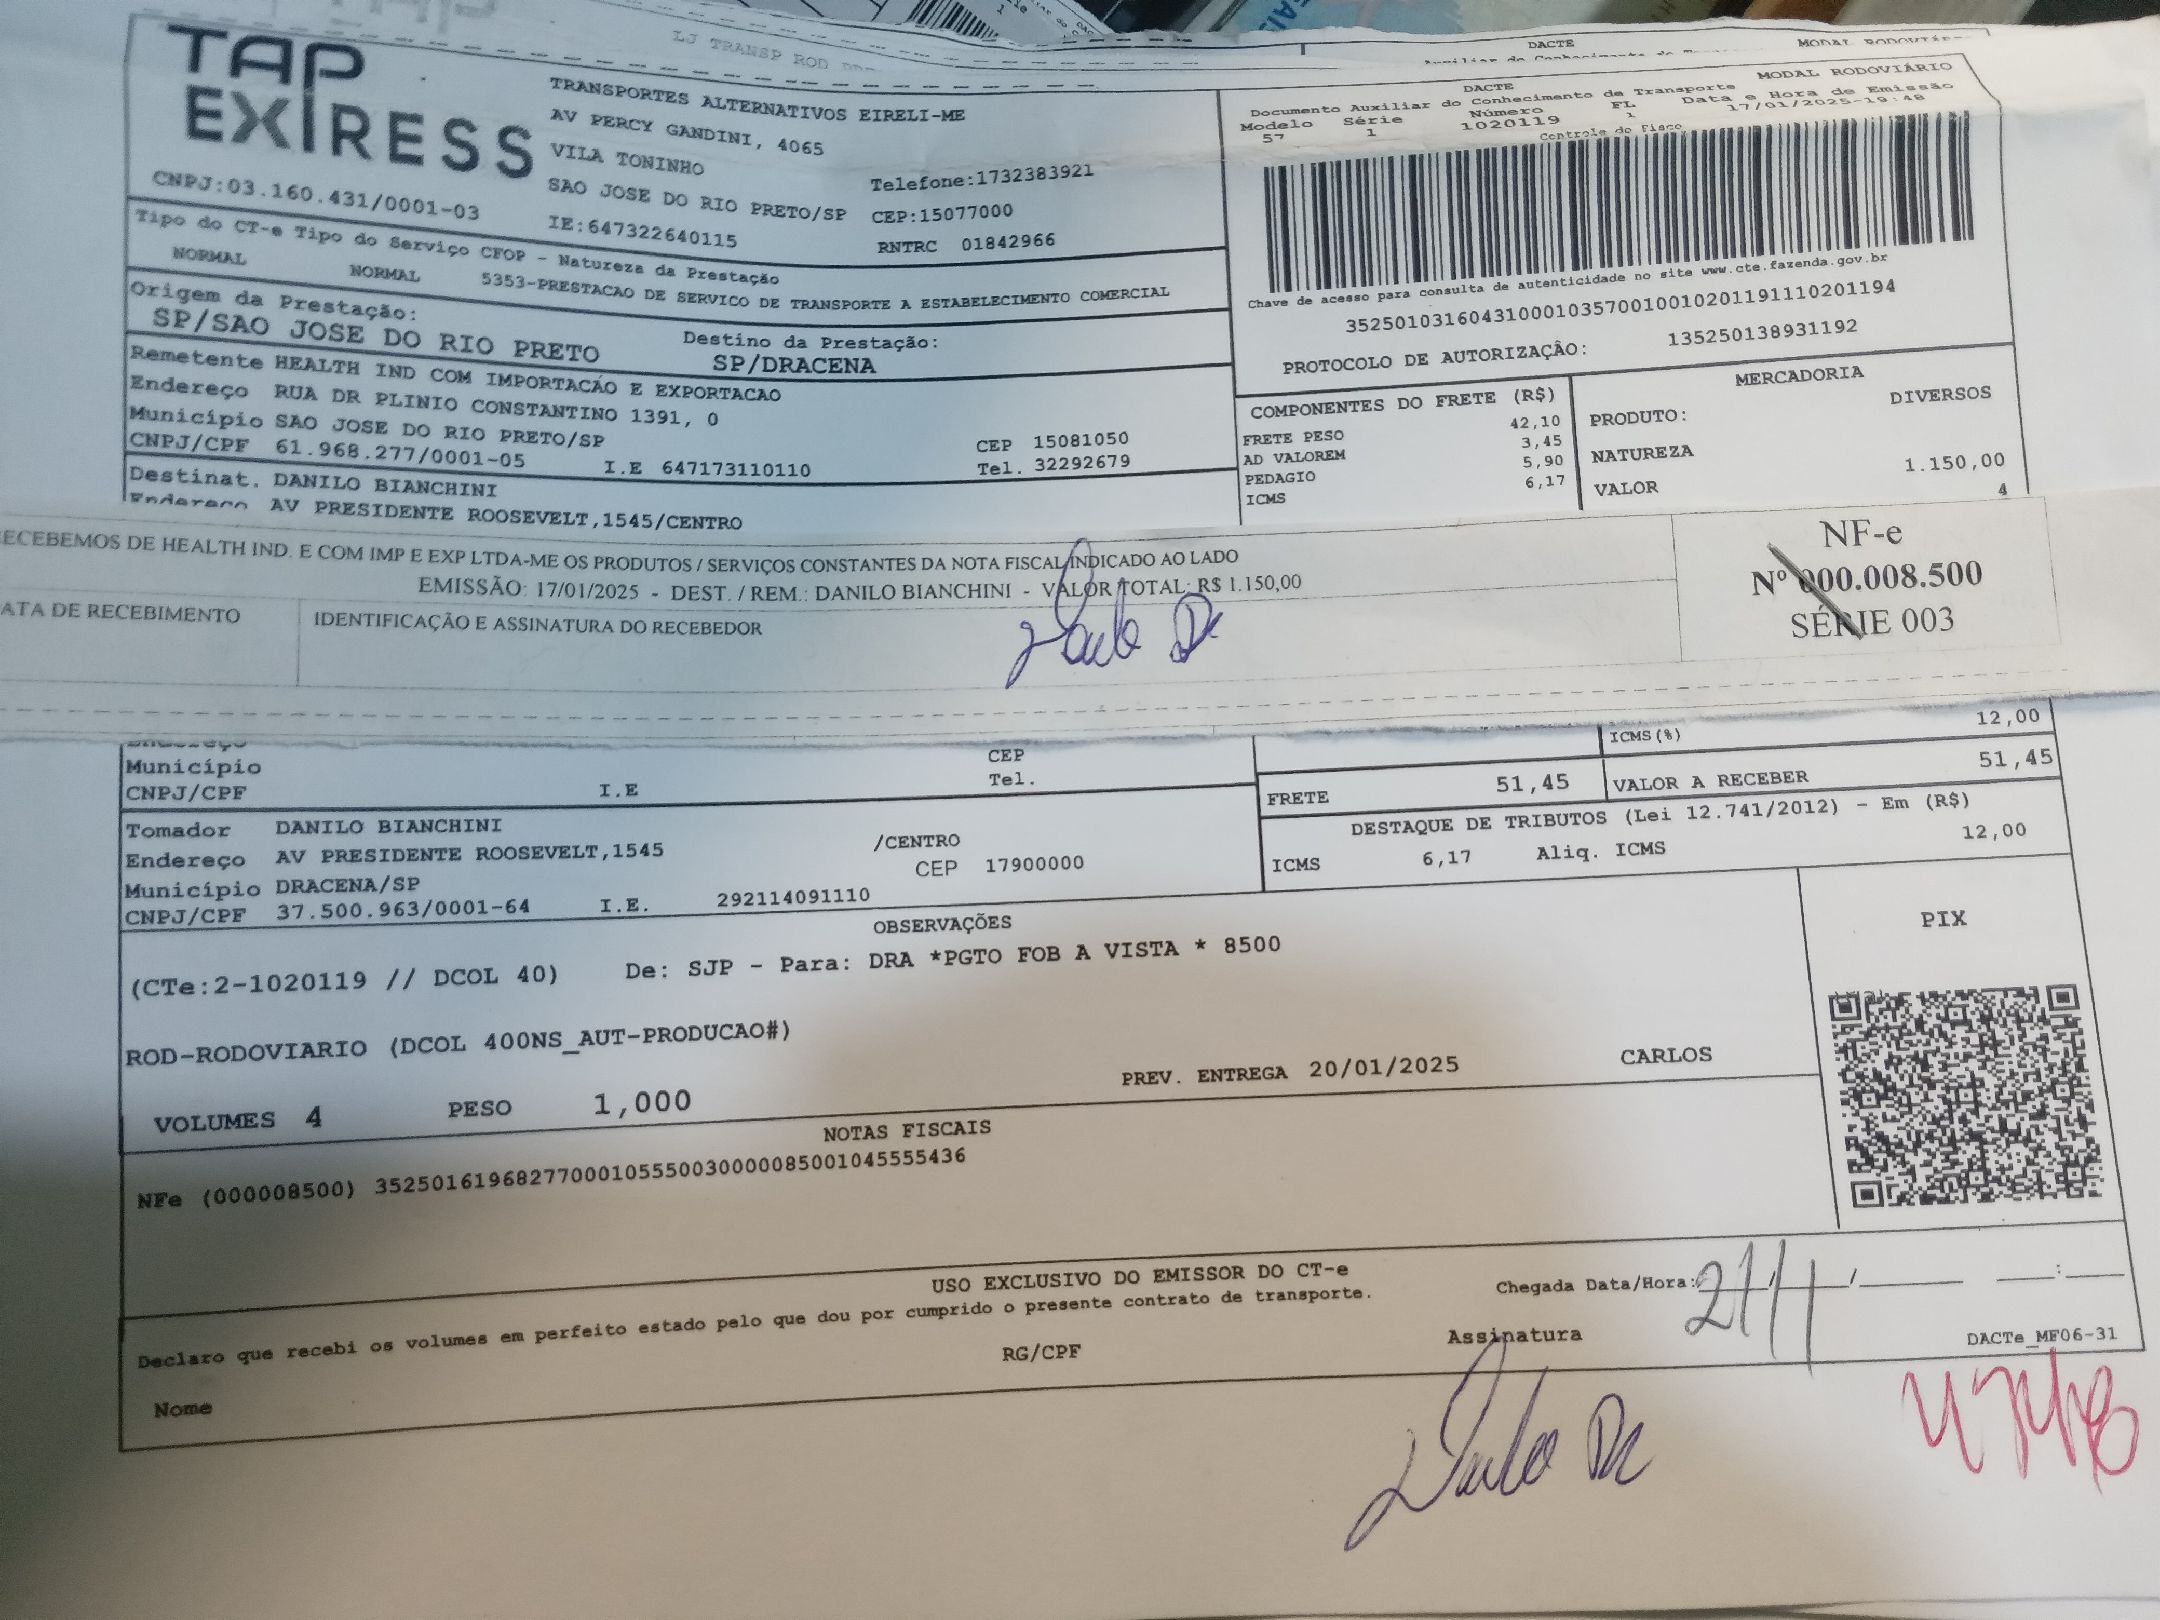 LJ TRANSP ROD
DACTE
MODAL RODOVIÁRIO
TAP
EXPRESS
CNPJ:03.160.431/0001-03
TRANSPORTES ALTERNATIVOS EIRELI-ME
AV PERCY GANDINI, 4065
VILA TONINHO
SAO JOSE DO RIO PRETO/SP
IE:647322640115
Telefone:1732383921
CEP:15077000
RNTRC 01842966
DACTE MODAL RODOVIÁRIO
Documento Auxiliar do Conhecimento de Transporte
Modelo Série Número FL Data e Hora de Emissão
57 1 1020119 1 17/01/2025-19:48
Controle do Fisco
Chave de acesso para consulta de autenticidade no site www.cte.fazenda.gov.br
35250103160431000103570010010201191110201194
PROTOCOLO DE AUTORIZAÇÃO: 135250138931192
Tipo do CT-e Tipo do Serviço CFOP - Natureza da Prestação
NORMAL NORMAL 5353-PRESTACAO DE SERVICO DE TRANSPORTE A ESTABELECIMENTO COMERCIAL
Origem da Prestação: Destino da Prestação:
SP/SAO JOSE DO RIO PRETO SP/DRACENA
Remetente HEALTH IND COM IMPORTACÃO E EXPORTACAO
Endereço RUA DR PLINIO CONSTANTINO 1391, 0
Município SAO JOSE DO RIO PRETO/SP CEP 15081050
CNPJ/CPF 61.968.277/0001-05 I.E 647173110110 Tel. 32292679
Destinat. DANILO BIANCHINI
Endereço AV PRESIDENTE ROOSEVELT,1545/CENTRO
COMPONENTES DO FRETE (R$)
FRETE PESO 42,10
AD VALOREM 3,45
PEDAGIO 5,90
ICMS 6,17
MERCADORIA
PRODUTO: DIVERSOS
NATUREZA
VALOR 1.150,00
4
RECEBEMOS DE HEALTH IND. E COM IMP E EXP LTDA-ME OS PRODUTOS / SERVIÇOS CONSTANTES DA NOTA FISCAL INDICADO AO LADO
EMISSÃO: 17/01/2025 - DEST. / REM.: DANILO BIANCHINI - VALOR TOTAL: R$ 1.150,00
DATA DE RECEBIMENTO IDENTIFICAÇÃO E ASSINATURA DO RECEBEDOR
NF-e
Nº 000.008.500
SÉRIE 003
Município CEP
CNPJ/CPF I.E Tel.
ICMS(%) 12,00
FRETE 51,45 VALOR A RECEBER 51,45
Tomador DANILO BIANCHINI
Endereço AV PRESIDENTE ROOSEVELT,1545 /CENTRO
Município DRACENA/SP CEP 17900000
CNPJ/CPF 37.500.963/0001-64 I.E. 292114091110
DESTAQUE DE TRIBUTOS (Lei 12.741/2012) - Em (R$)
ICMS 6,17 Aliq. ICMS 12,00
OBSERVAÇÕES
(CTe:2-1020119 // DCOL 40) De: SJP - Para: DRA *PGTO FOB A VISTA * 8500
ROD-RODOVIARIO (DCOL 400NS_AUT-PRODUCAO#)
PREV. ENTREGA 20/01/2025 CARLOS
VOLUMES 4 PESO 1,000
PIX
NOTAS FISCAIS
NFe (000008500) 35250161968277000105550030000085001045555436
USO EXCLUSIVO DO EMISSOR DO CT-e
Declaro que recebi os volumes em perfeito estado pelo que dou por cumprido o presente contrato de transporte.
Chegada Data/Hora: 21/1
Nome RG/CPF Assinatura
DACTe_MF06-31